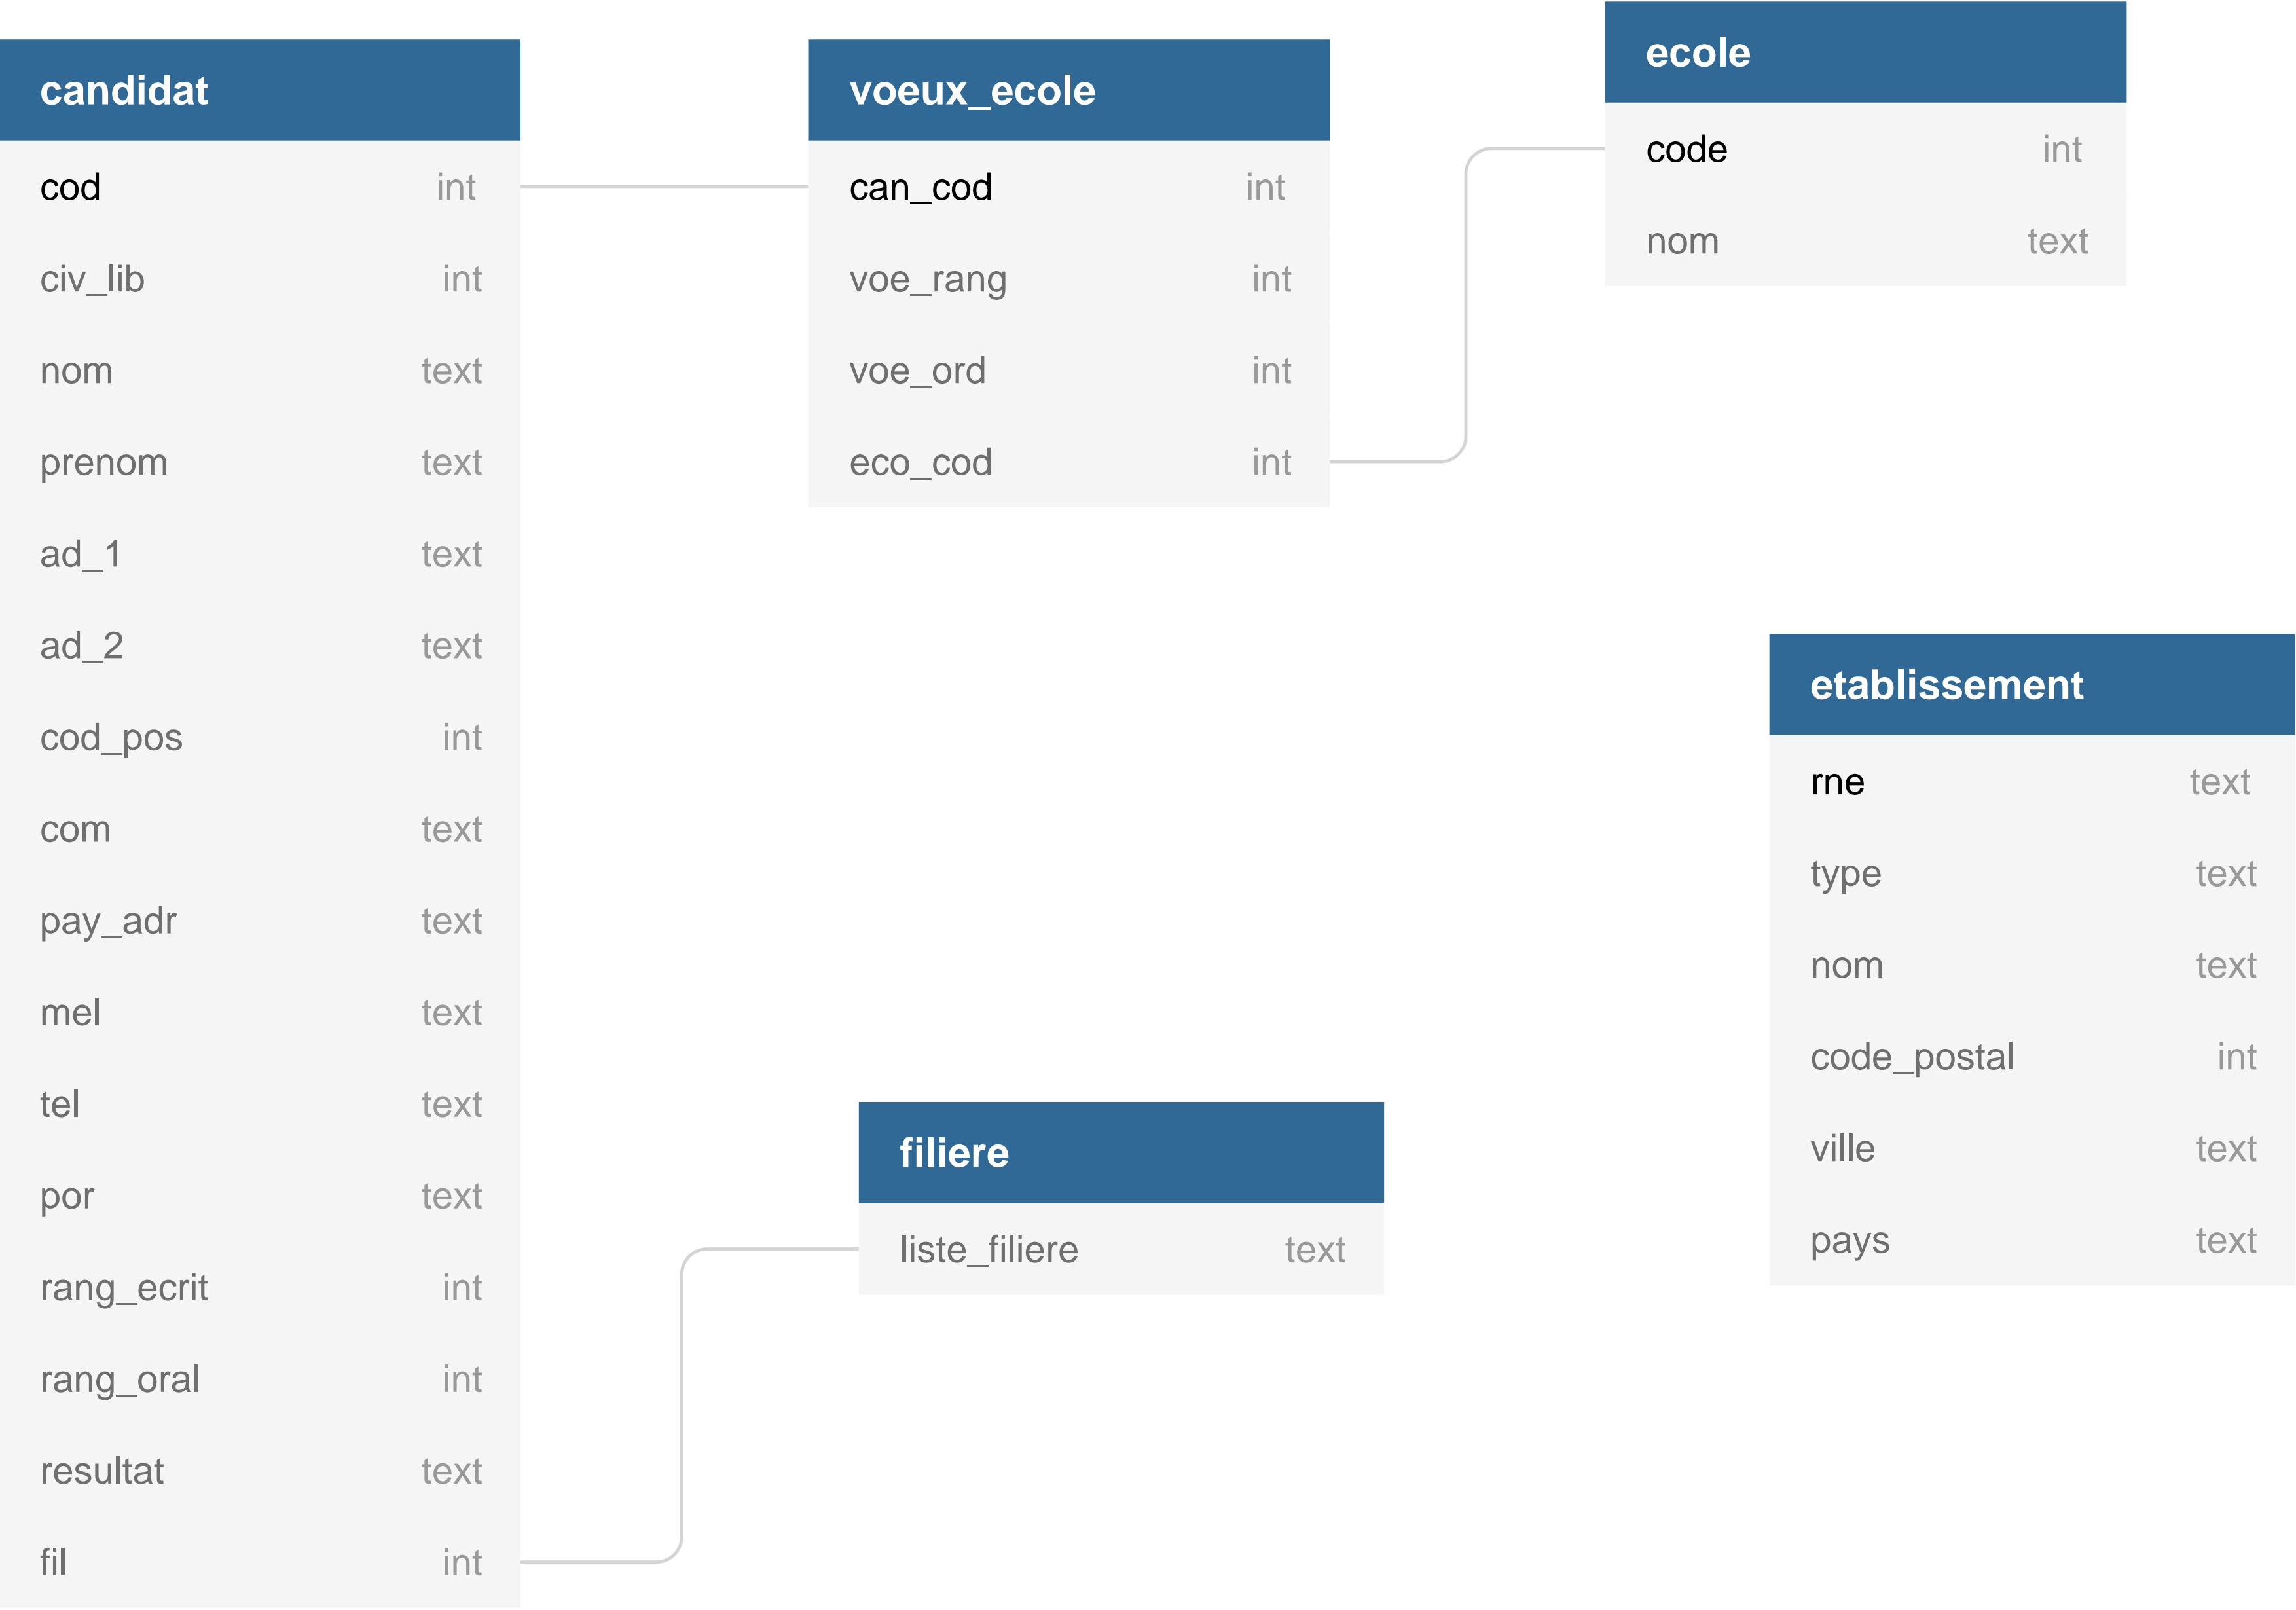 candidat
cod int
civ_lib int
nom text
prenom text
ad_1 text
ad_2 text
cod_pos int
com text
pay_adr text
mel text
tel text
por text
rang_ecrit int
rang_oral int
resultat text
fil int
voeux_ecole
can_cod int
voe_rang int
voe_ord int
eco_cod int
ecole
code int
nom text
filiere
liste_filiere text
etablissement
rne text
type text
nom text
code_postal int
ville text
pays text